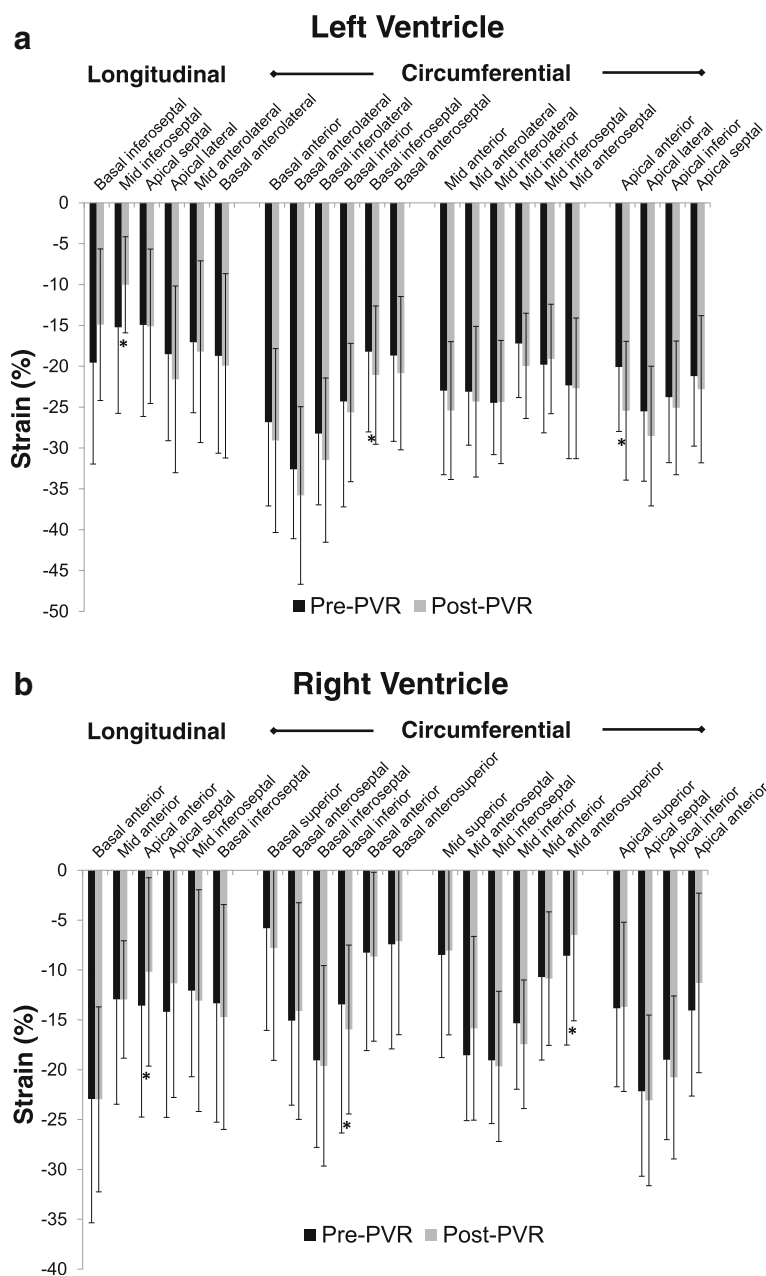 a
Left Ventricle
Longitudinal
Circumferential
Basal inferoseptal
Mid inferoseptal
Apical septal
Apical lateral
Mid anterolateral
Basal anterolateral
Basal anterior
Basal anterolateral
Basal inferolateral
Basal inferior
Basal inferoseptal
Basal anteroseptal
Mid anterior
Mid anterolateral
Mid inferolateral
Mid inferior
Mid inferoseptal
Mid anteroseptal
Apical anterior
Apical lateral
Apical inferior
Apical septal
Strain (%)
0
-5
-10
-15
-20
-25
-30
-35
-40
-45
-50
*
*
*
Pre-PVR
Post-PVR
b
Right Ventricle
Longitudinal
Circumferential
Basal anterior
Mid anterior
Apical anterior
Apical septal
Mid inferoseptal
Basal inferoseptal
Basal superior
Basal anteroseptal
Basal inferoseptal
Basal inferior
Basal anterior
Basal anterosuperior
Mid superior
Mid anteroseptal
Mid inferoseptal
Mid inferior
Mid anterior
Mid anterosuperior
Apical superior
Apical septal
Apical inferior
Apical anterior
Strain (%)
0
-5
-10
-15
-20
-25
-30
-35
-40
*
*
*
Pre-PVR
Post-PVR